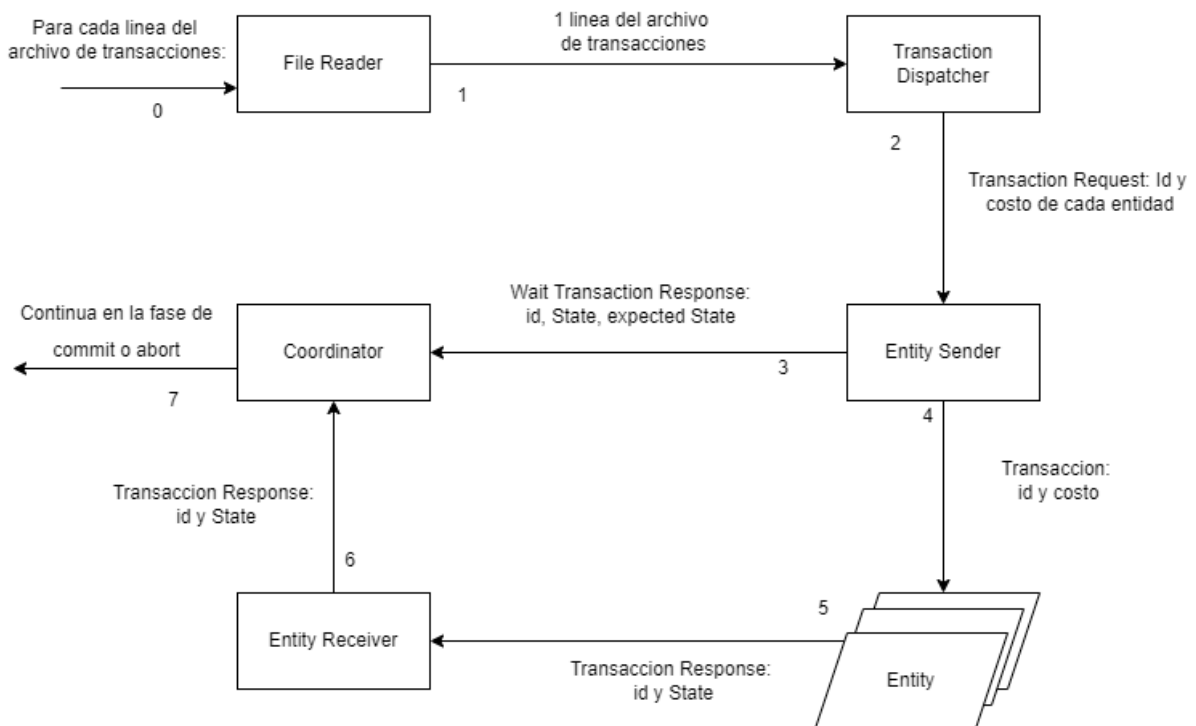 Para cada linea del
archivo de transacciones:
0
File Reader
1
1 linea del archivo
de transacciones
Transaction
Dispatcher
2
Transaction Request: Id y
costo de cada entidad
Continua en la fase de
commit o abort
7
Coordinator
Wait Transaction Response:
id, State, expected State
3
Entity Sender
4
Transaccion:
id y costo
Transaccion Response:
id y State
6
Entity Receiver
5
Transaccion Response:
id y State
Entity